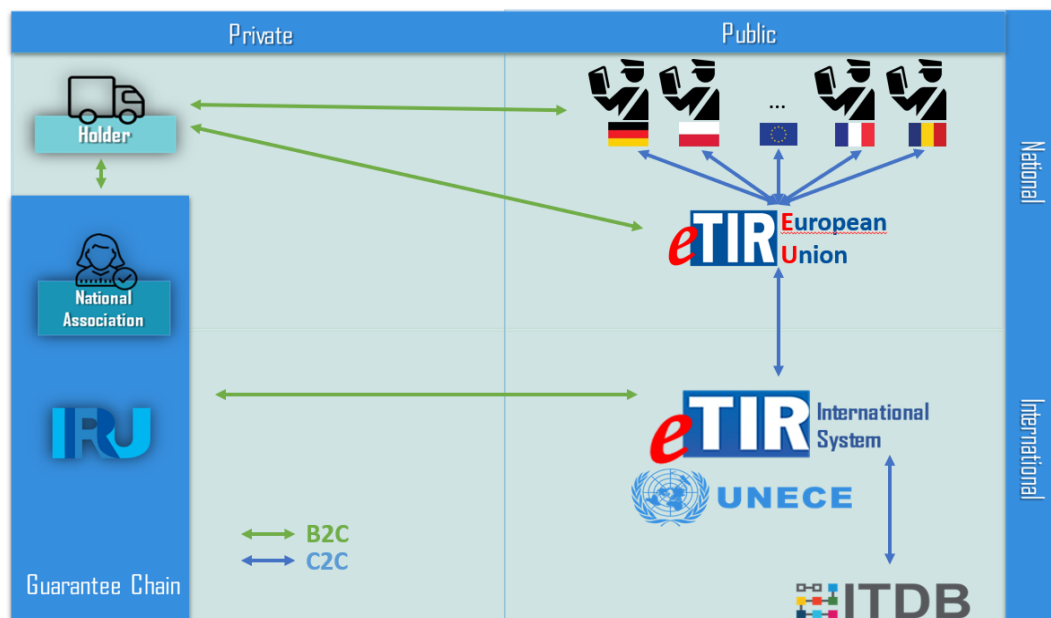 Private
Public
Holder
...
National
eTIR European
Union
National
Association
IRU
eTIR International
System
UNECE
International
B2C
C2C
Guarantee Chain
ITDB